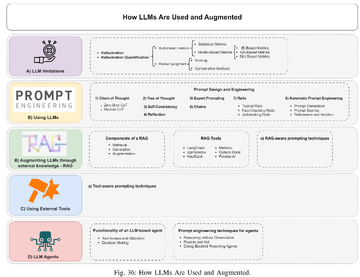 How LLMs Are Used and Augmented
A) LLM limitations
Hallucination
Hallucination Quantification
Automated metrics
Human judgment
Statistical Metrics
Model-Based Metrics
Scoring
Comparative Analysis
IE-Based Metrics
QA-Based Metrics
NLI-Based Metrics
PROMPT
ENGINEERING
B) Using LLMs
Prompt Design and Engineering
1) Chain of Thought
Zero-Shot CoT
Manual CoT
2) Tree of Thought
3) Self-Consistency
4) Reflection
5) Expert Prompting
6) Chains
7) Rails
Topical Rails
Fact-Checking Rails
Jailbreaking Rails
8) Automatic Prompt Engineering
Prompt Generation
Prompt Scoring
Refinement and Iteration
RAG
B) Augmenting LLMs through
external knowledge - RAG
Components of a RAG
Retrieval
Generation
Augmentation
RAG Tools
LangChain
LlamaIndex
HayStack
Meltano
Cohere Coral
Flowise AI
a) RAG-aware prompting techniques
C) Using External Tools
a) Tool-aware prompting techniques
D) LLM Agents
Functionality of an LLM-based agent
Tool Access and Utilization
Decision Making
Prompt engineering techniques for agents
Reasoning without Observation
Reason and Act
Dialog-Enabled Resolving Agents
Fig. 36: How LLMs Are Used and Augmented.